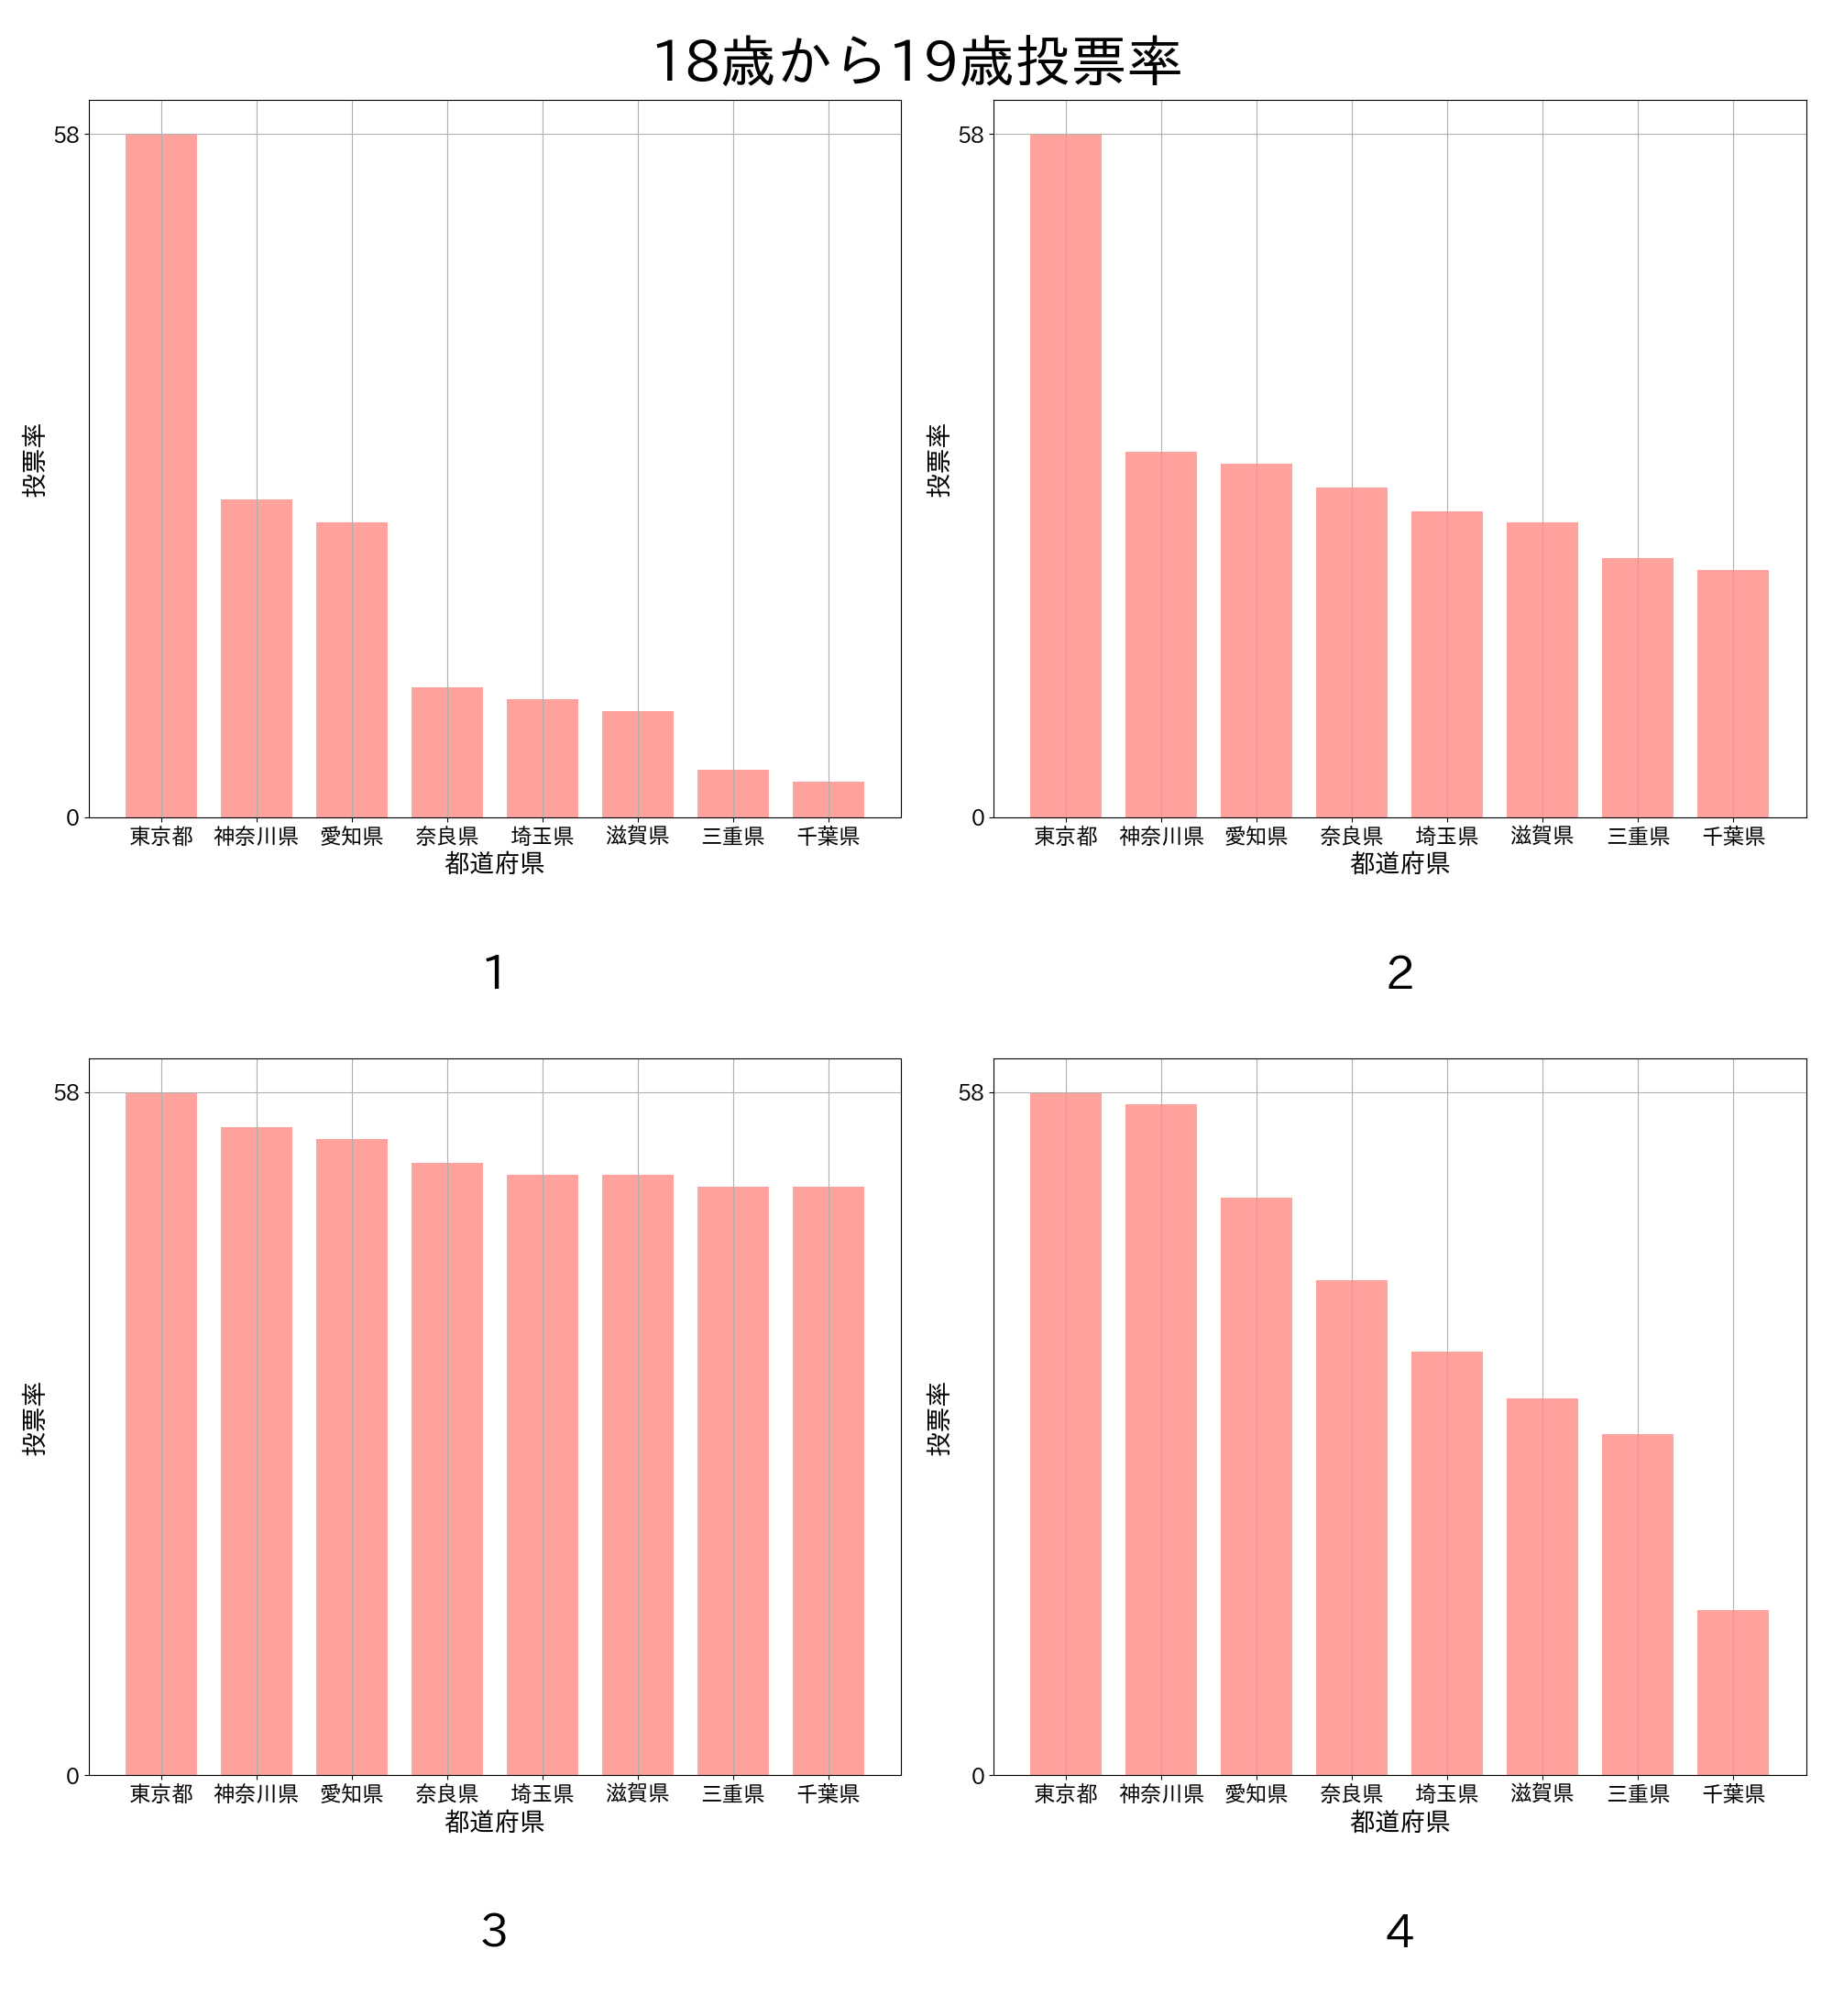 18歳から19歳投票率
58
0
投票率
東京都 神奈川県 愛知県 奈良県 埼玉県 滋賀県 三重県 千葉県
都道府県
1
58
0
投票率
東京都 神奈川県 愛知県 奈良県 埼玉県 滋賀県 三重県 千葉県
都道府県
2
58
0
投票率
東京都 神奈川県 愛知県 奈良県 埼玉県 滋賀県 三重県 千葉県
都道府県
3
58
0
投票率
東京都 神奈川県 愛知県 奈良県 埼玉県 滋賀県 三重県 千葉県
都道府県
4